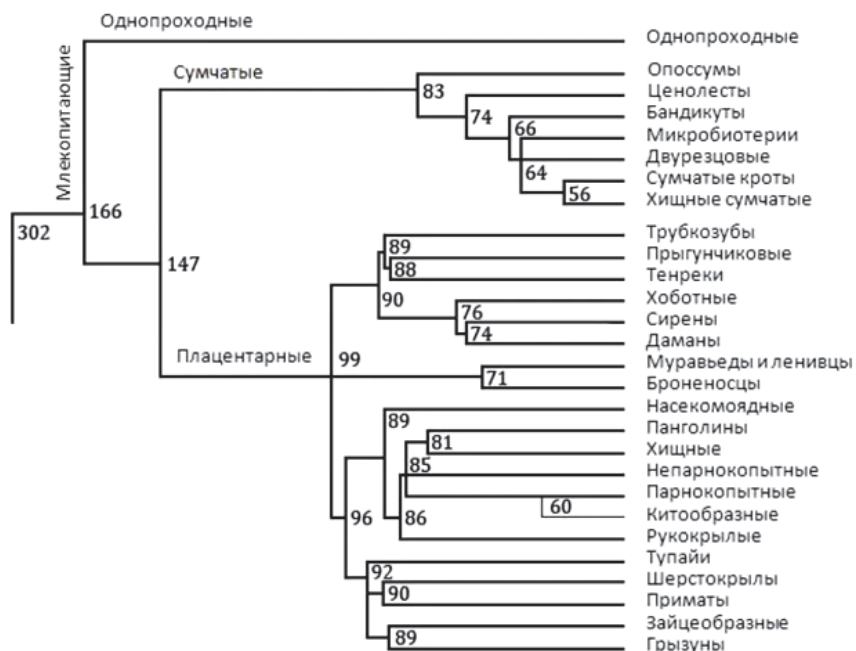 Однопроходные
Однопроходные
Млекопитающие
Сумчатые
Опоссумы
83
Ценолесты
74
Бандикуты
66
Микробиотерии
Двурезцовые
64
Сумчатые кроты
56
Хищные сумчатые
166
302
147
Трубкозубы
89
Прыгунчиковые
88
Тенреки
90
Хоботные
76
Сирены
74
Даманы
Плацентарные
99
Муравьеды и ленивцы
71
Броненосцы
Насекомоядные
89
Панголины
81
Хищные
85
Непарнокопытные
Парнокопытные
60
96
86
Китообразные
Рукокрылые
Тупайи
92
Шерстокрылы
90
Приматы
Зайцеобразные
89
Грызуны